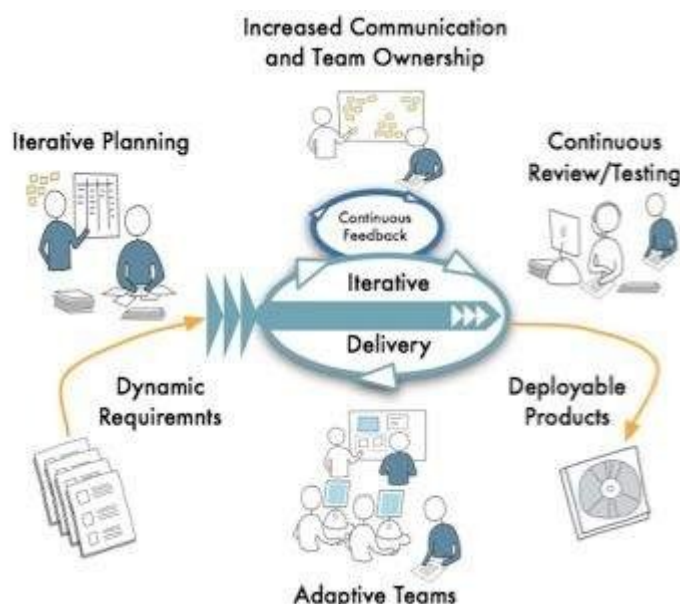 Increased Communication
and Team Ownership
Iterative Planning
Continuous
Review/Testing
Continuous
Feedback
Iterative
Delivery
Dynamic
Requiremnts
Deployable
Products
Adaptive Teams